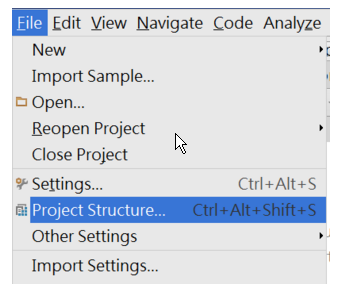 File Edit View Navigate Code Analyze
New
Import Sample...
Open...
Reopen Project
Close Project
Settings... Ctrl+Alt+S
Project Structure... Ctrl+Alt+Shift+S
Other Settings
Import Settings...